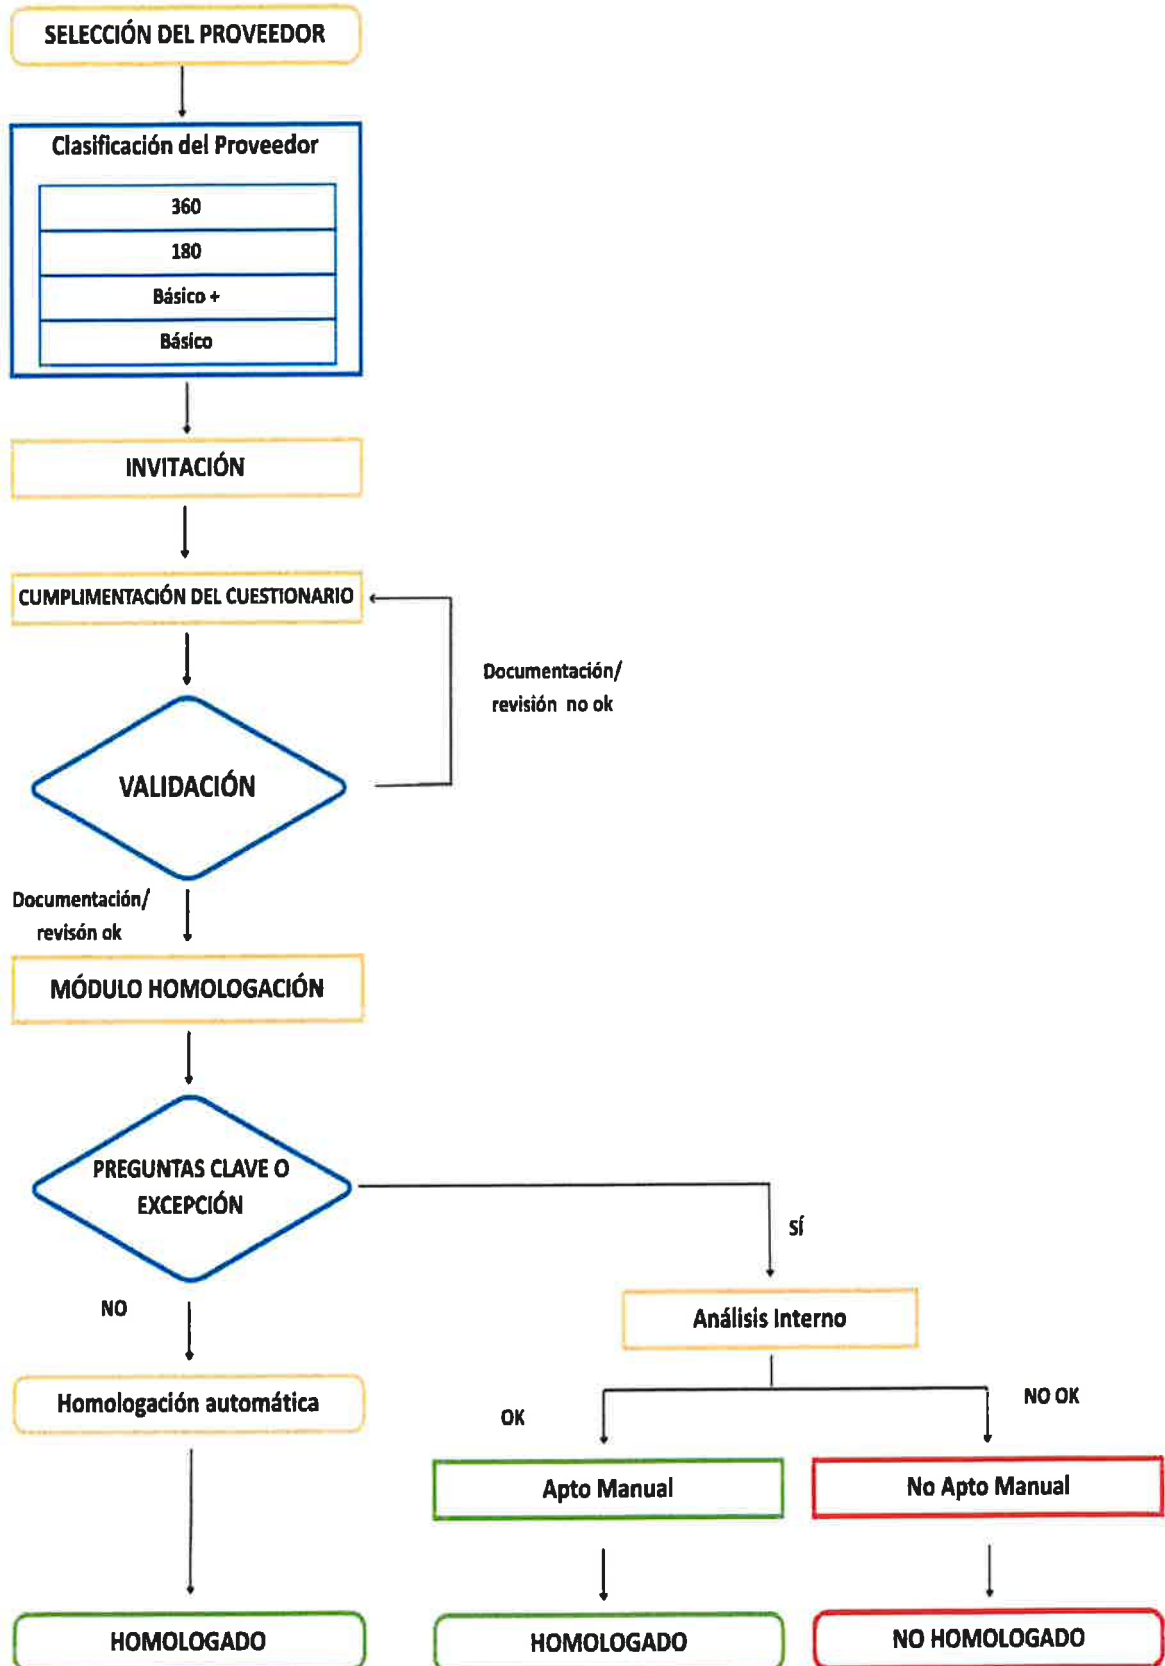 SELECCIÓN DEL PROVEEDOR
Clasificación del Proveedor
360
180
Básico +
Básico
INVITACIÓN
CUMPLIMENTACIÓN DEL CUESTIONARIO
Documentación/
revisión no ok
VALIDACIÓN
Documentación/
revisón ok
MÓDULO HOMOLOGACIÓN
PREGUNTAS CLAVE O
EXCEPCIÓN
SÍ
NO
Análisis Interno
Homologación automática
OK
NO OK
Apto Manual
No Apto Manual
HOMOLOGADO
HOMOLOGADO
NO HOMOLOGADO